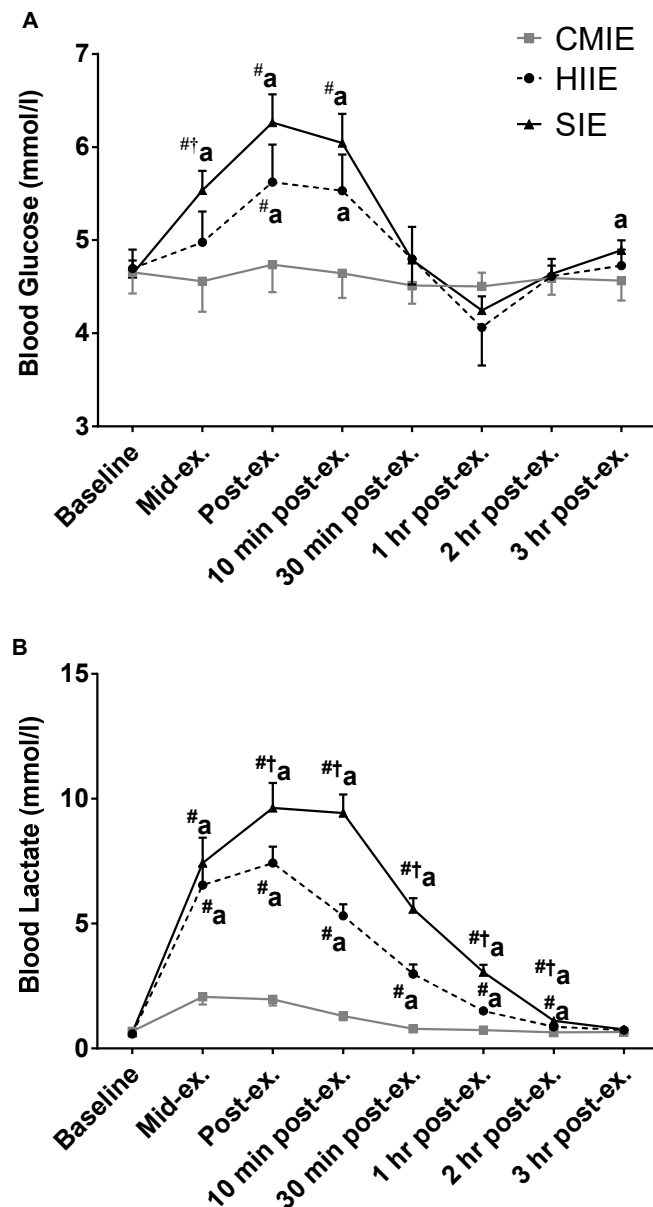 A
CMIE
HIIE
SIE
Blood Glucose (mmol/l)
7
6
5
4
3
#†a
#a
#a
#a
a
a
Baseline
Mid-ex.
Post-ex.
10 min post-ex.
30 min post-ex.
1 hr post-ex.
2 hr post-ex.
3 hr post-ex.
B
Blood Lactate (mmol/l)
15
10
5
0
#a
#†a
#†a
#†a
#†a
#†a
#a
#a
#a
#a
#a
#a
Baseline
Mid-ex.
Post-ex.
10 min post-ex.
30 min post-ex.
1 hr post-ex.
2 hr post-ex.
3 hr post-ex.